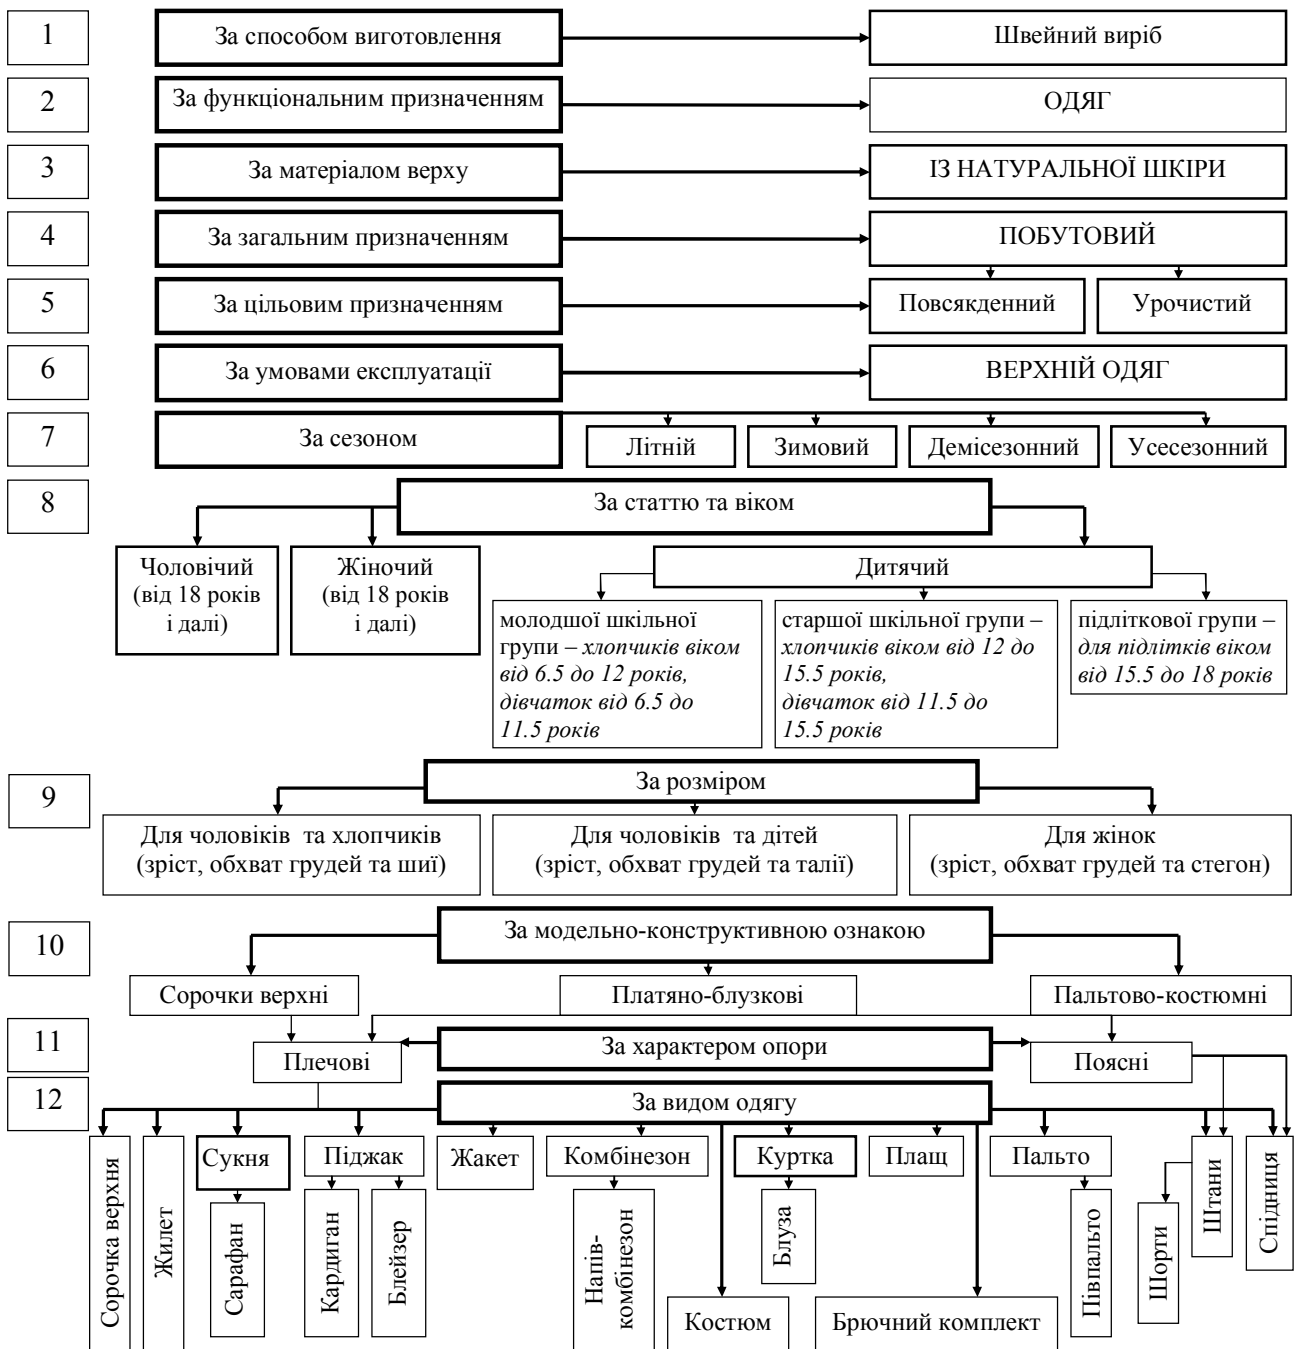 1
За способом виготовлення
Швейний виріб
2
За функціональним призначенням
ОДЯГ
3
За матеріалом верху
ІЗ НАТУРАЛЬНОЇ ШКІРИ
4
За загальним призначенням
ПОБУТОВИЙ
5
За цільовим призначенням
Повсякденний
Урочистий
6
За умовами експлуатації
ВЕРХНІЙ ОДЯГ
7
За сезоном
Літній
Зимовий
Демісезонний
Усесезонний
8
За статтю та віком
Чоловічий
(від 18 років
і далі)
Жіночий
(від 18 років
і далі)
Дитячий
молодшої шкільної
групи – хлопчиків віком
від 6.5 до 12 років,
дівчаток від 6.5 до
11.5 років
старшої шкільної групи –
хлопчиків віком від 12 до
15.5 років,
дівчаток від 11.5 до
15.5 років
підліткової групи –
для підлітків віком
від 15.5 до 18 років
9
За розміром
Для чоловіків та хлопчиків
(зріст, обхват грудей та шиї)
Для чоловіків та дітей
(зріст, обхват грудей та талії)
Для жінок
(зріст, обхват грудей та стегон)
10
За модельно-конструктивною ознакою
Сорочки верхні
Платяно-блузкові
Пальтово-костюмні
11
За характером опори
Плечові
Поясні
12
За видом одягу
Сорочка верхня
Жилет
Сукня
Сарафан
Піджак
Кардиган
Блейзер
Жакет
Комбінезон
Напів-
комбінезон
Костюм
Куртка
Блуза
Плащ
Брючний комплект
Пальто
Півпальто
Шорти
Штани
Спідниця